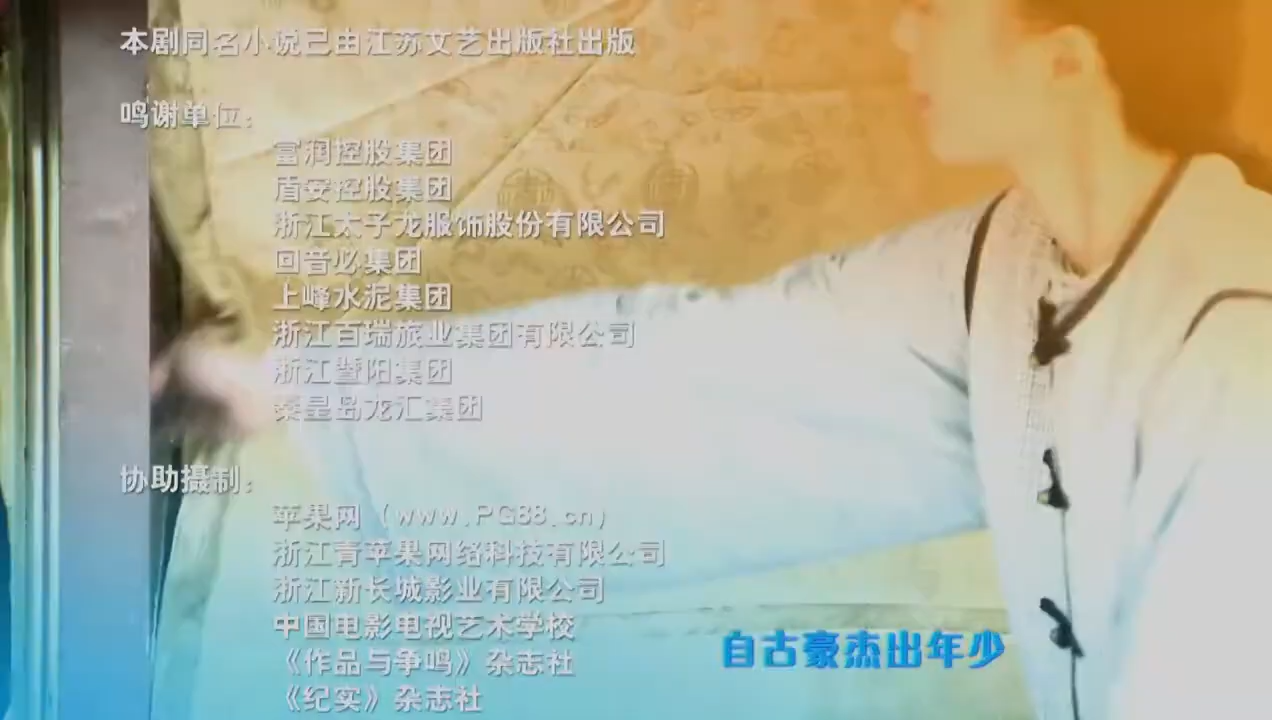 本剧同名小说已由江苏文艺出版社出版
鸣谢单位：
富润控股集团
盾安控股集团
浙江太子龙服饰股份有限公司
回音必集团
上峰水泥集团
浙江百瑞旅业集团有限公司
浙江暨阳集团
秦皇岛龙汇集团
协助摄制：
苹果网（www.PG88.cn）
浙江青苹果网络科技有限公司
浙江新长城影业有限公司
中国电影电视艺术学校
《作品与争鸣》杂志社
《纪实》杂志社
自古豪杰出年少